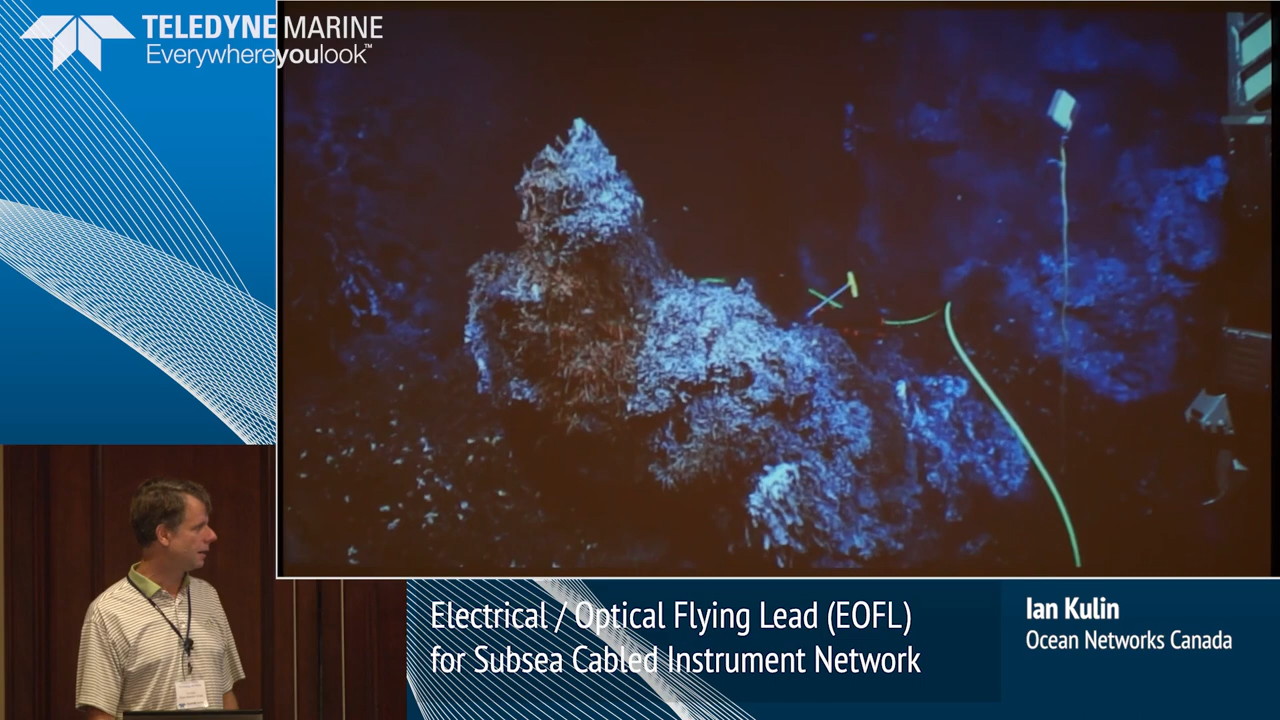 TELEDYNE MARINE
Everywhereyoulook™
Electrical / Optical Flying Lead (EOFL)
for Subsea Cabled Instrument Network
Ian Kulin
Ocean Networks Canada